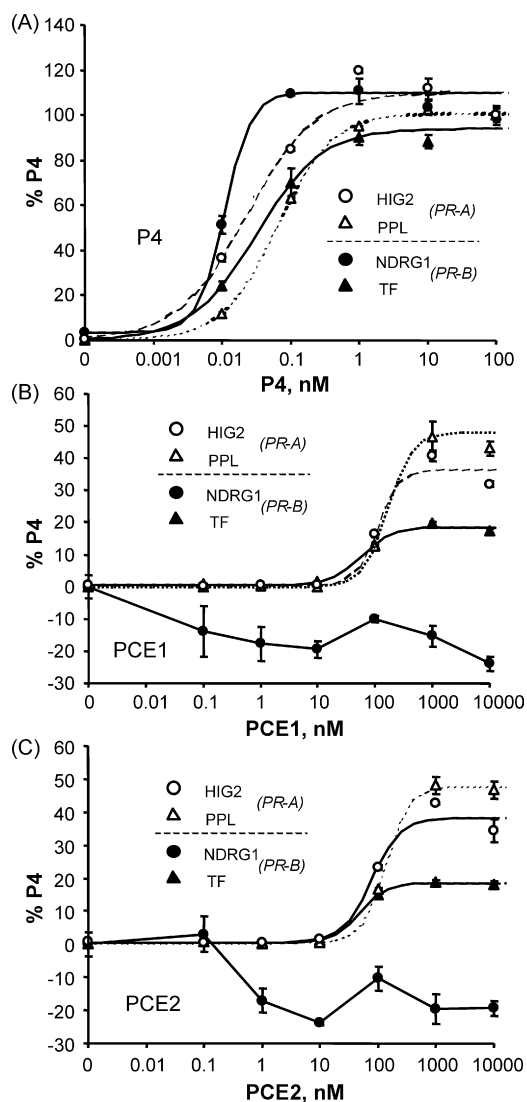 (A)
120
100
80
60
40
20
0
% P4
P4
HIG2 (PR-A)
PPL
NDRG1 (PR-B)
TF
0 0.001 0.01 0.1 1 10 100
P4, nM
(B)
60
50
40
30
20
10
0
-10
-20
-30
% P4
HIG2 (PR-A)
PPL
NDRG1 (PR-B)
TF
PCE1
0 0.01 0.1 1 10 100 1000 10000
PCE1, nM
(C)
60
50
40
30
20
10
0
-10
-20
-30
% P4
HIG2 (PR-A)
PPL
NDRG1 (PR-B)
TF
PCE2
0 0.01 0.1 1 10 100 1000 10000
PCE2, nM